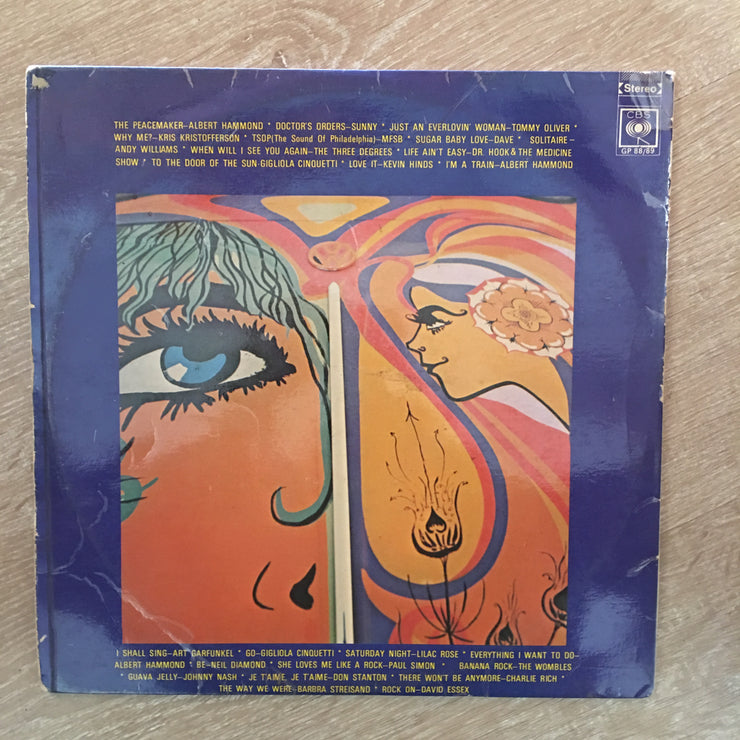 Stereo
CBS
GP 88/89
THE PEACEMAKER–ALBERT HAMMOND * DOCTOR'S ORDERS–SUNNY * JUST AN EVERLOVIN' WOMAN–TOMMY OLIVER *
WHY ME?–KRIS KRISTOFFERSON * TSOP(The Sound Of Philadelphia)–MFSB * SUGAR BABY LOVE–DAVE * SOLITAIRE–
ANDY WILLIAMS * WHEN WILL I SEE YOU AGAIN–THE THREE DEGREES * LIFE AIN'T EASY–DR. HOOK & THE MEDICINE
SHOW * TO THE DOOR OF THE SUN–GIGLIOLA CINQUETTI * LOVE IT–KEVIN HINDS * I'M A TRAIN–ALBERT HAMMOND
I SHALL SING–ART GARFUNKEL * GO–GIGLIOLA CINQUETTI * SATURDAY NIGHT–LILAC ROSE * EVERYTHING I WANT TO DO–
ALBERT HAMMOND * BE–NEIL DIAMOND * SHE LOVES ME LIKE A ROCK–PAUL SIMON * BANANA ROCK–THE WOMBLES
* GUAVA JELLY–JOHNNY NASH * JE T'AIME, JE T'AIME–DON STANTON * THERE WON'T BE ANYMORE–CHARLIE RICH *
THE WAY WE WERE–BARBRA STREISAND * ROCK ON–DAVID ESSEX